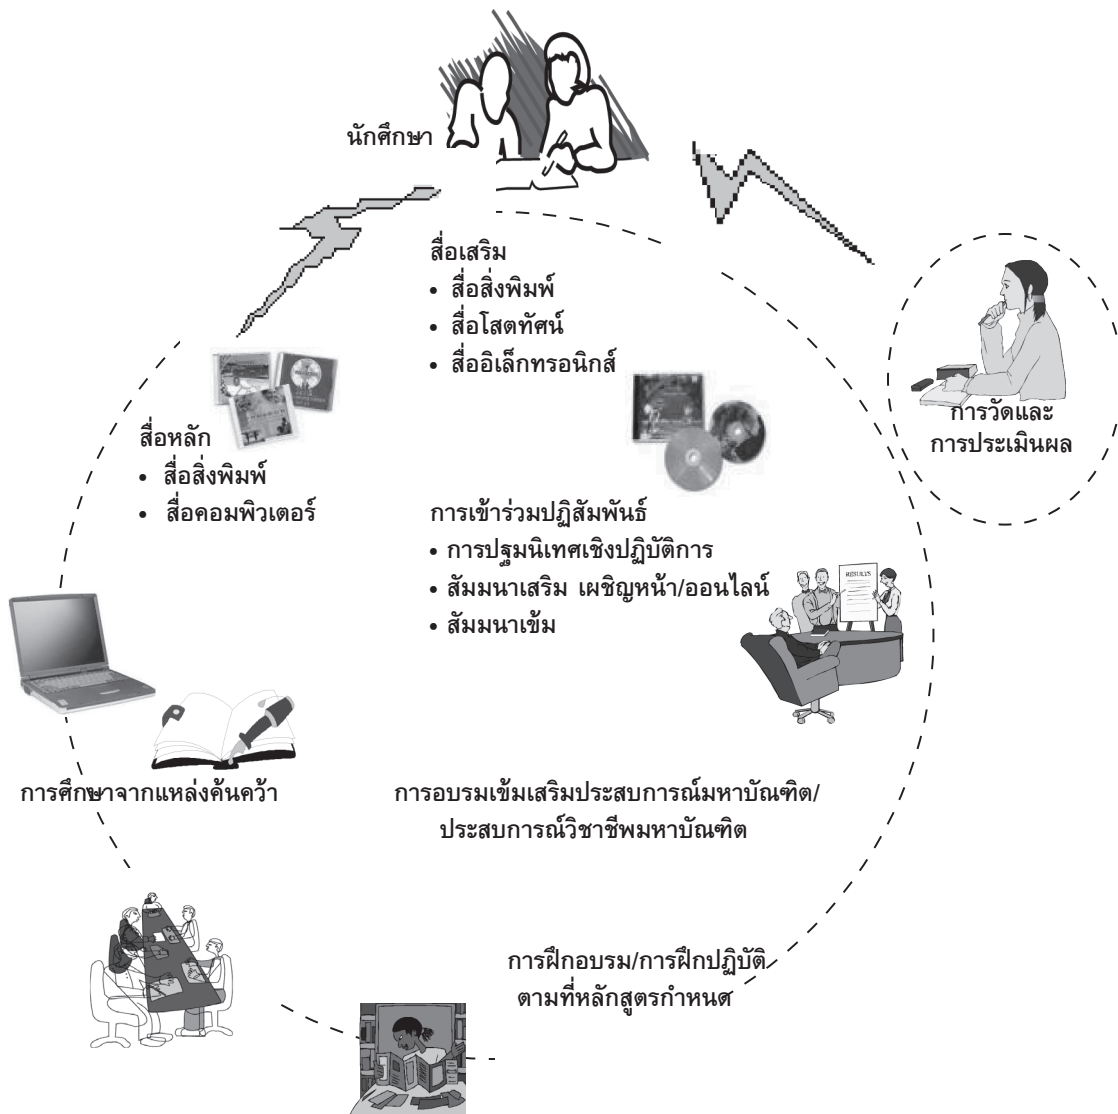 นักศึกษา
สื่อเสริม
• สื่อสิ่งพิมพ์
• สื่อโสตทัศน์
• สื่ออิเล็กทรอนิกส์
สื่อหลัก
• สื่อสิ่งพิมพ์
• สื่อคอมพิวเตอร์
การวัดและ
การประเมินผล
การเข้าร่วมปฏิสัมพันธ์
• การปฐมนิเทศเชิงปฏิบัติการ
• สัมมนาเสริม เผชิญหน้า/ออนไลน์
• สัมมนาเข้ม
RESULTS
การศึกษาจากแหล่งค้นคว้า
การอบรมเข้มเสริมประสบการณ์มหาบัณฑิต/
ประสบการณ์วิชาชีพมหาบัณฑิต
การฝึกอบรม/การฝึกปฏิบัติ
ตามที่หลักสูตรกำหนด